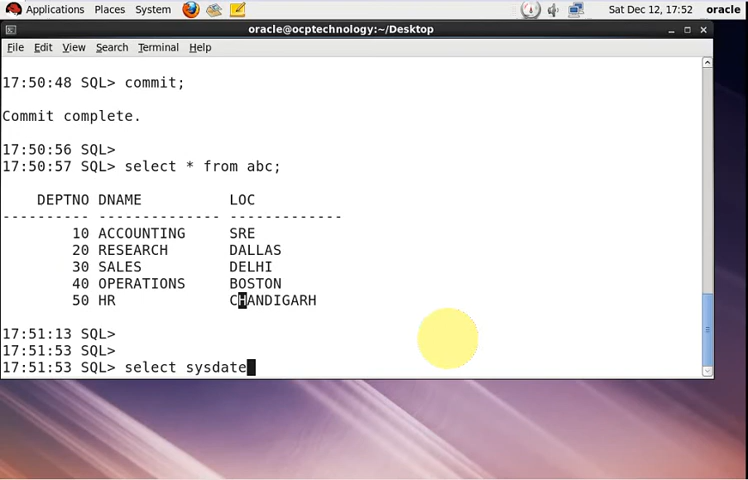 Applications Places System Sat Dec 12, 17:52 oracle
oracle@ocptechnology:~/Desktop
File Edit View Search Terminal Help
17:50:48 SQL> commit;
Commit complete.
17:50:56 SQL>
17:50:57 SQL> select * from abc;
DEPTNO DNAME LOC
---------- -------------- -------------
10 ACCOUNTING SRE
20 RESEARCH DALLAS
30 SALES DELHI
40 OPERATIONS BOSTON
50 HR CHANDIGARH
17:51:13 SQL>
17:51:53 SQL>
17:51:53 SQL> select sysdate